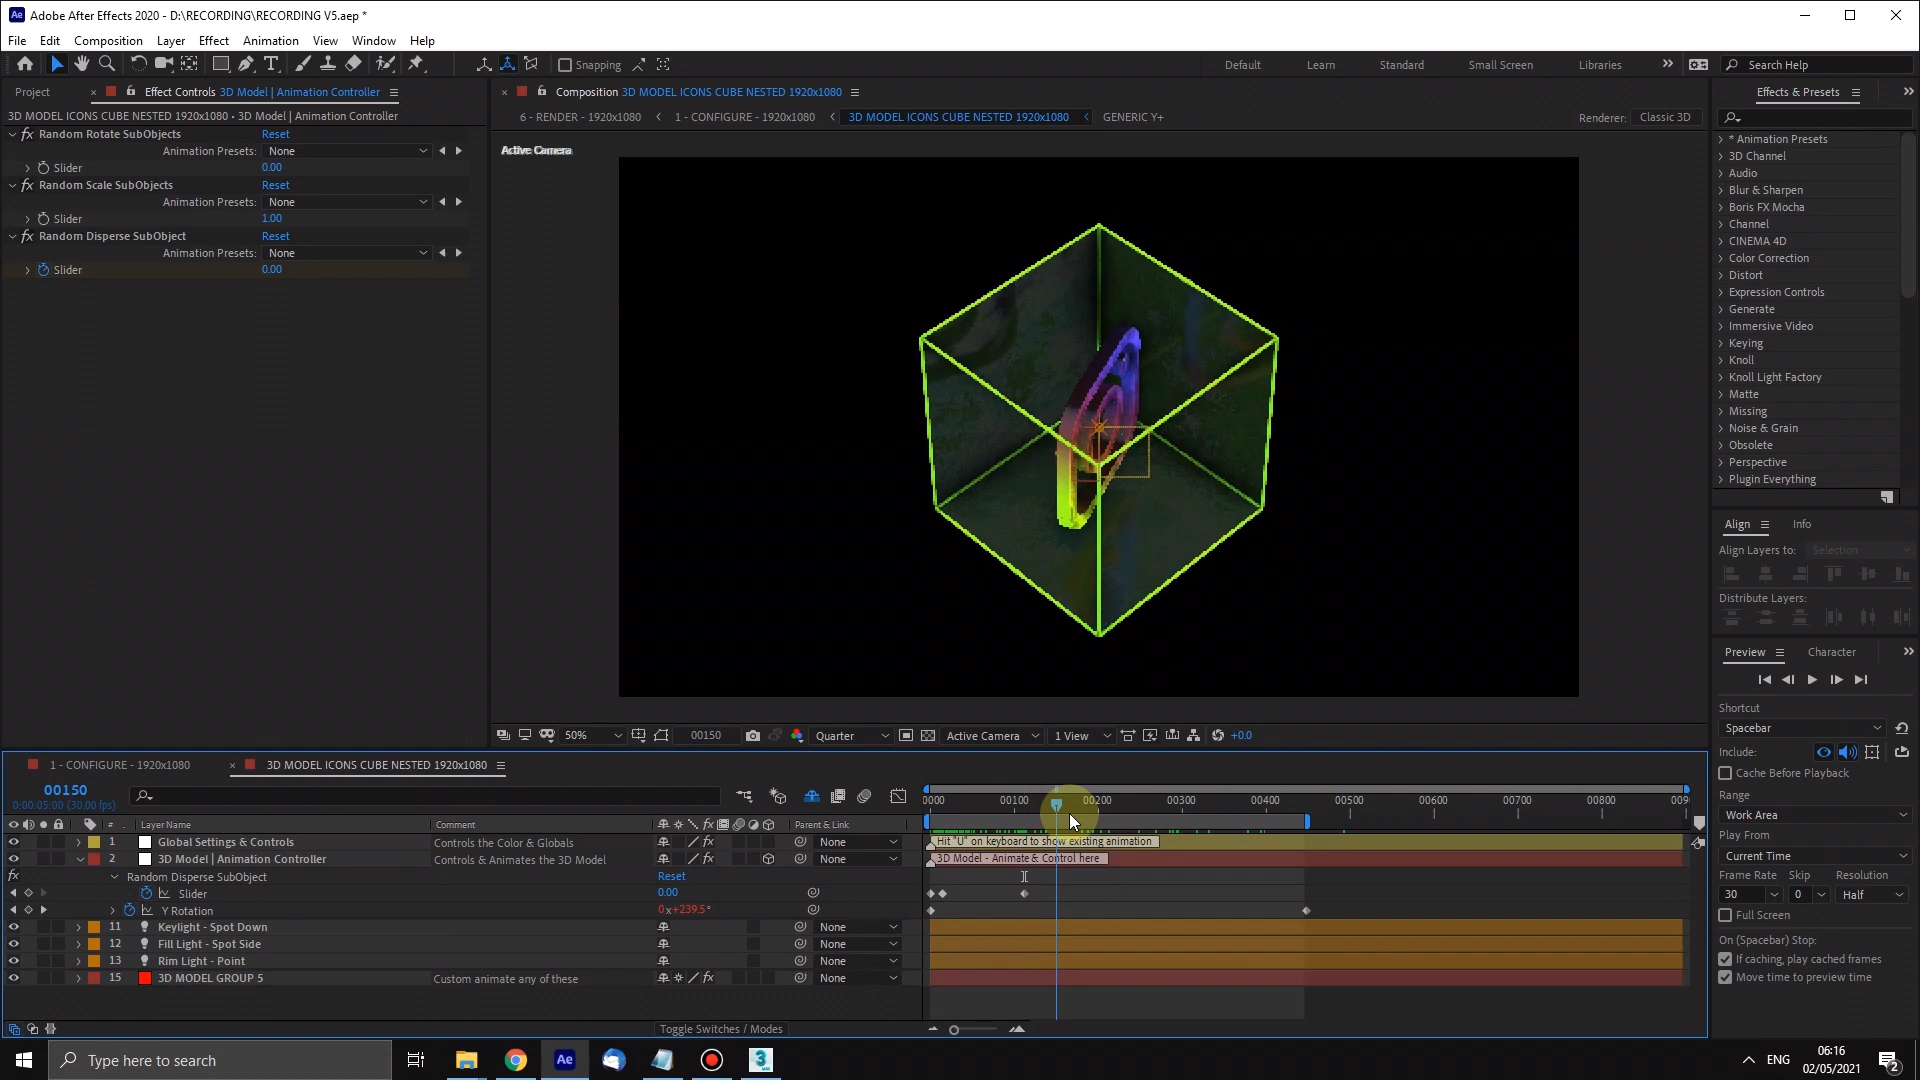 Adobe After Effects 2020 - D:\RECORDING\RECORDING V5.aep *
File Edit Composition Layer Effect Animation View Window Help
Snapping Default Learn Standard Small Screen Libraries Search Help
Project Effect Controls 3D Model | Animation Controller
3D MODEL ICONS CUBE NESTED 1920x1080 • 3D Model | Animation Controller
Random Rotate SubObjects Reset
Animation Presets: None
Slider 0.00
Random Scale SubObjects Reset
Animation Presets: None
Slider 1.00
Random Disperse SubObject Reset
Animation Presets: None
Slider 0.00
Composition 3D MODEL ICONS CUBE NESTED 1920x1080
6 - RENDER - 1920x1080 1 - CONFIGURE - 1920x1080 3D MODEL ICONS CUBE NESTED 1920x1080 GENERIC Y+
Renderer: Classic 3D
Active Camera
50% 00150 Quarter Active Camera 1 View +0.0
Effects & Presets
* Animation Presets
3D Channel
Audio
Blur & Sharpen
Boris FX Mocha
Channel
CINEMA 4D
Color Correction
Distort
Expression Controls
Generate
Immersive Video
Keying
Knoll
Knoll Light Factory
Matte
Missing
Noise & Grain
Obsolete
Perspective
Plugin Everything
Align Info
Align Layers to: Selection
Distribute Layers:
Preview Character
Shortcut
Spacebar
Include:
Cache Before Playback
Range
Work Area
Play From
Current Time
Frame Rate Skip Resolution
30 0 Half
Full Screen
On (Spacebar) Stop:
If caching, play cached frames
Move time to preview time
1 - CONFIGURE - 1920x1080 3D MODEL ICONS CUBE NESTED 1920x1080
00150
0:00:05:00 (30.00 fps)
0000 00100 00200 00300 00400 00500 00600 00700 00800 0090
# Layer Name Comment Parent & Link
1 Global Settings & Controls Controls the Color & Globals None
Hit "U" on keyboard to show existing animation
2 3D Model | Animation Controller Controls & Animates the 3D Model None
3D Model - Animate & Control here
Random Disperse SubObject Reset
Slider 0.00
Y Rotation 0x+239.5°
11 Keylight - Spot Down None
12 Fill Light - Spot Side None
13 Rim Light - Point None
15 3D MODEL GROUP 5 Custom animate any of these None
Toggle Switches / Modes
Type here to search
ENG
06:16
02/05/2021
2